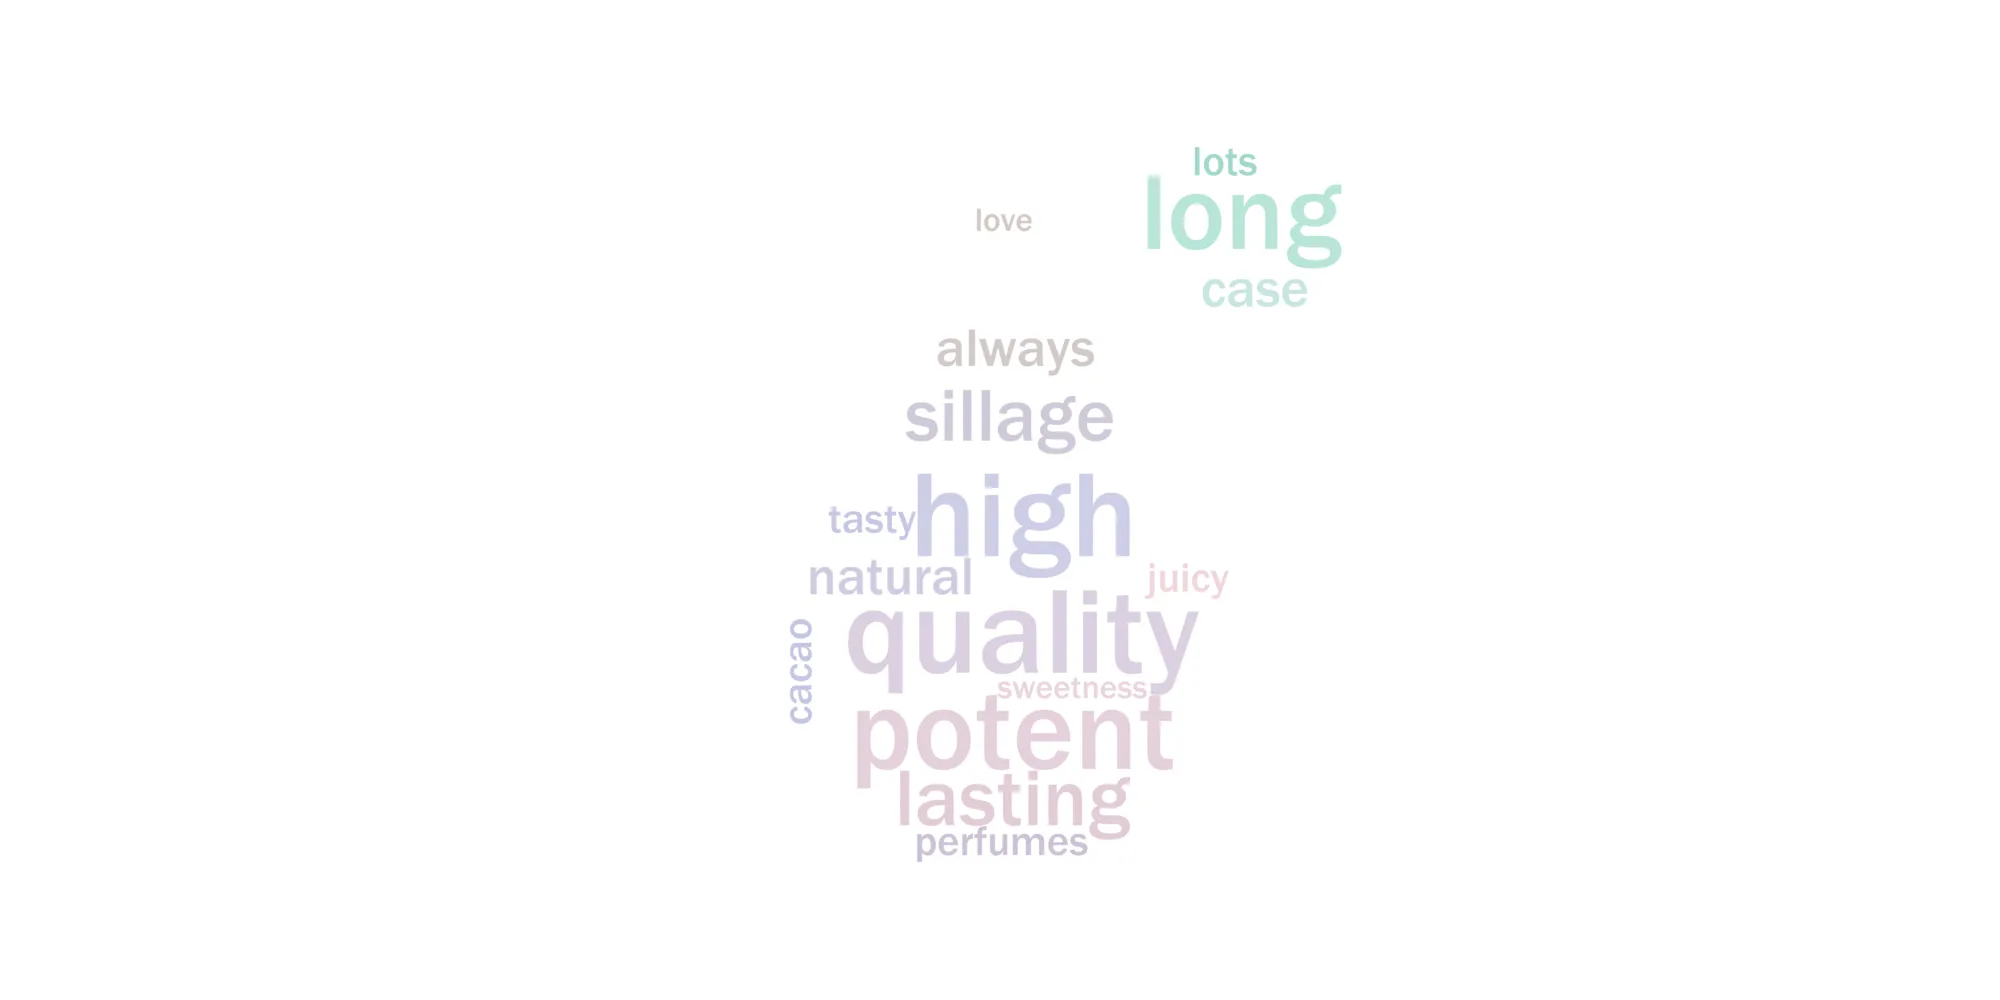 lots
long
love
case
always
sillage
high
tasty
natural
juicy
quality
cacao
sweetness
potent
lasting
perfumes